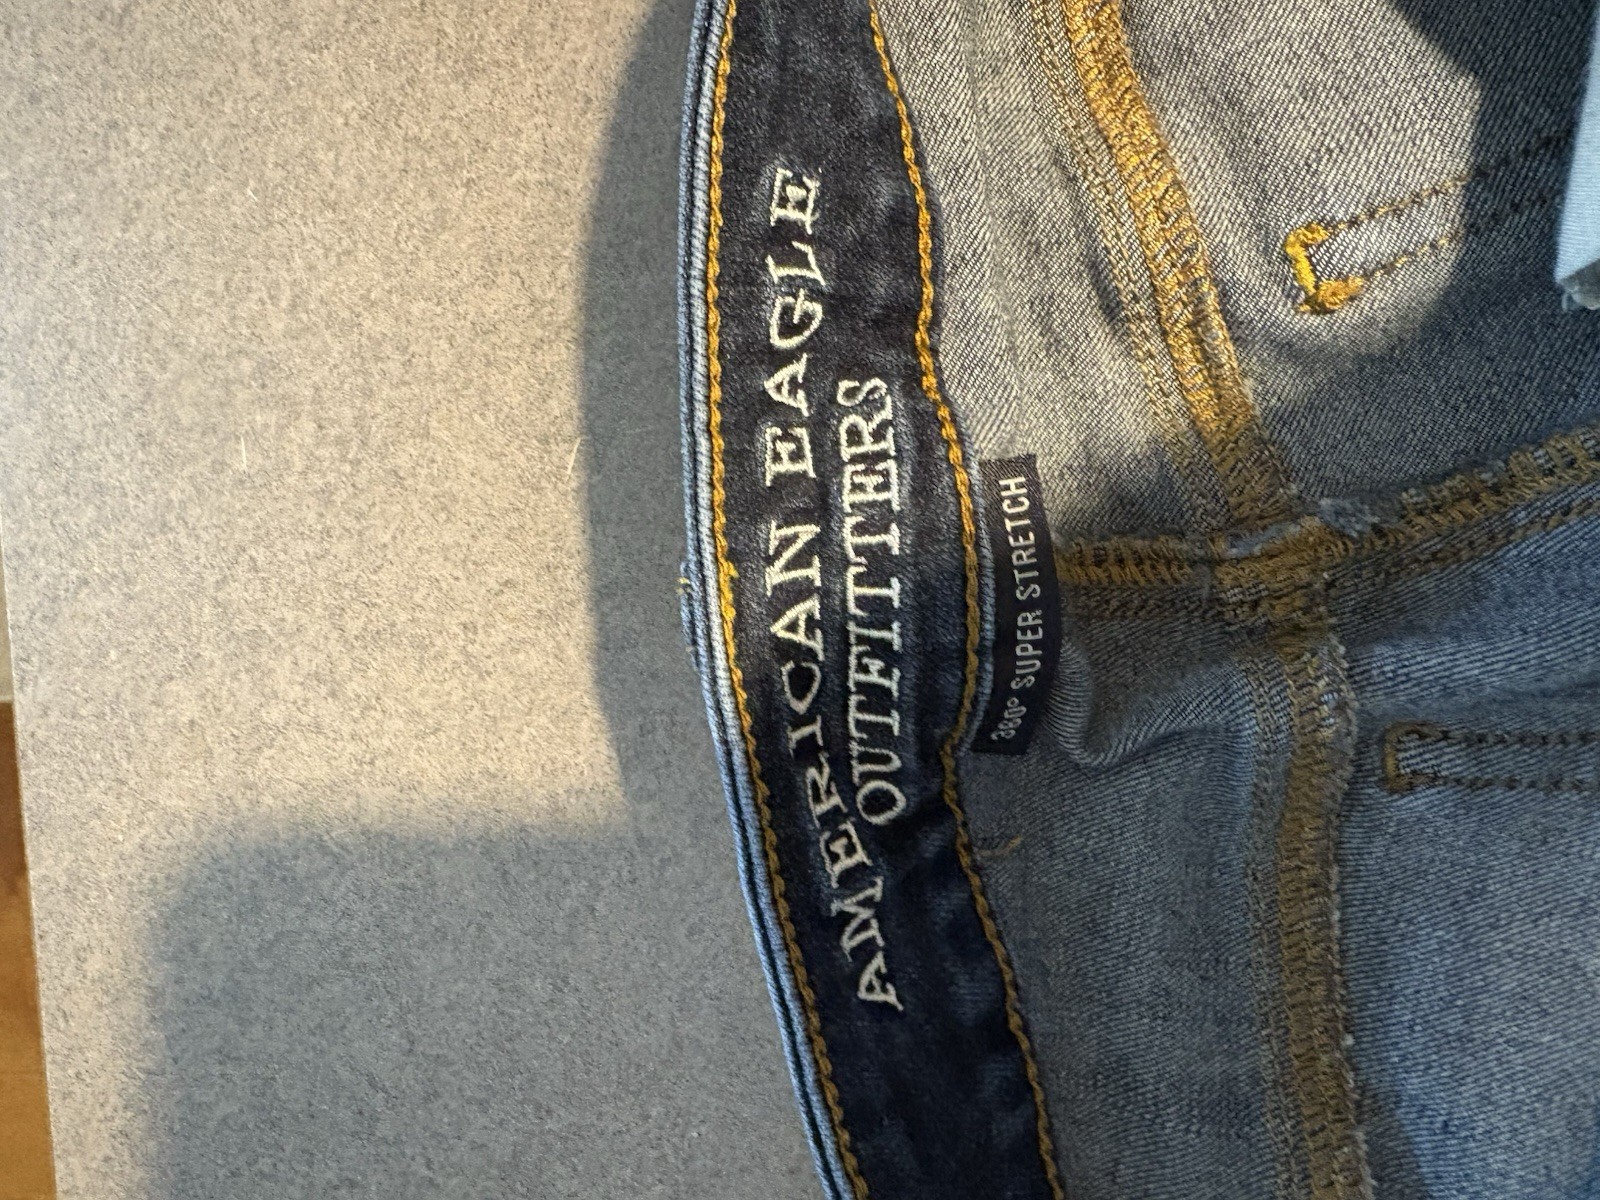 AMERICAN EAGLE
OUTFITTERS
360° SUPER STRETCH